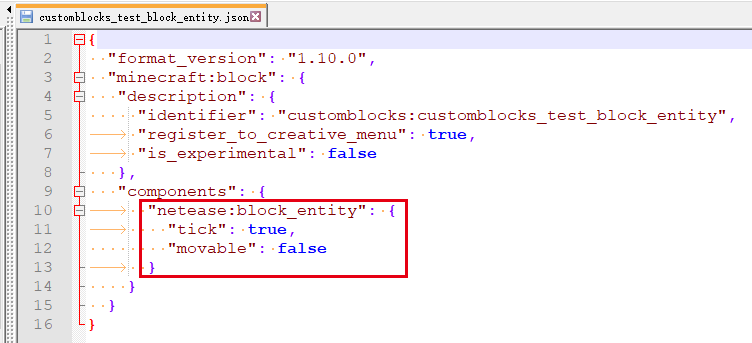 customblocks_test_block_entity.json
1 {
2 "format_version": "1.10.0",
3 "minecraft:block": {
4 "description": {
5 "identifier": "customblocks:customblocks_test_block_entity",
6 "register_to_creative_menu": true,
7 "is_experimental": false
8 },
9 "components": {
10 "netease:block_entity": {
11 "tick": true,
12 "movable": false
13 }
14 }
15 }
16 }